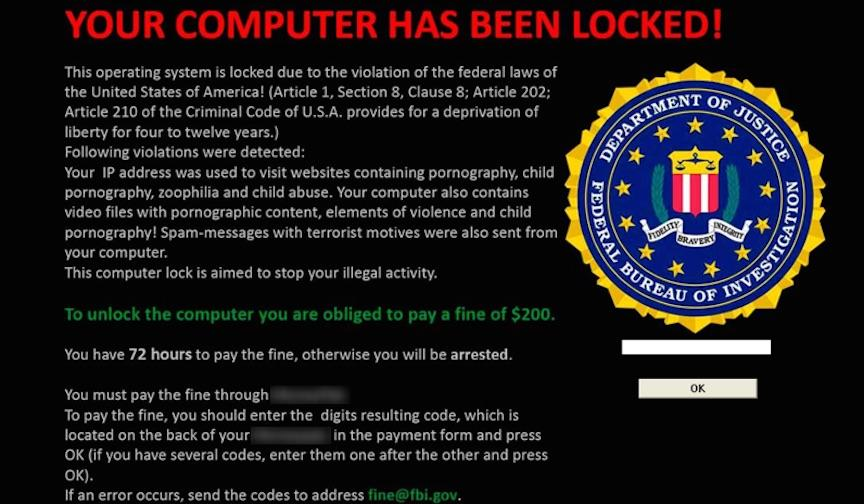 YOUR COMPUTER HAS BEEN LOCKED!
This operating system is locked due to the violation of the federal laws of
the United States of America! (Article 1, Section 8, Clause 8; Article 202;
Article 210 of the Criminal Code of U.S.A. provides for a deprivation of
liberty for four to twelve years.)
Following violations were detected:
Your IP address was used to visit websites containing pornography, child
pornography, zoophilia and child abuse. Your computer also contains
video files with pornographic content, elements of violence and child
pornography! Spam-messages with terrorist motives were also sent from
your computer.
This computer lock is aimed to stop your illegal activity.
To unlock the computer you are obliged to pay a fine of $200.
You have 72 hours to pay the fine, otherwise you will be arrested.
You must pay the fine through
To pay the fine, you should enter the digits resulting code, which is
located on the back of your in the payment form and press
OK (if you have several codes, enter them one after the other and press
OK).
If an error occurs, send the codes to address fine@fbi.gov.
DEPARTMENT OF JUSTICE
FIDELITY BRAVERY INTEGRITY
FEDERAL BUREAU OF INVESTIGATION
OK